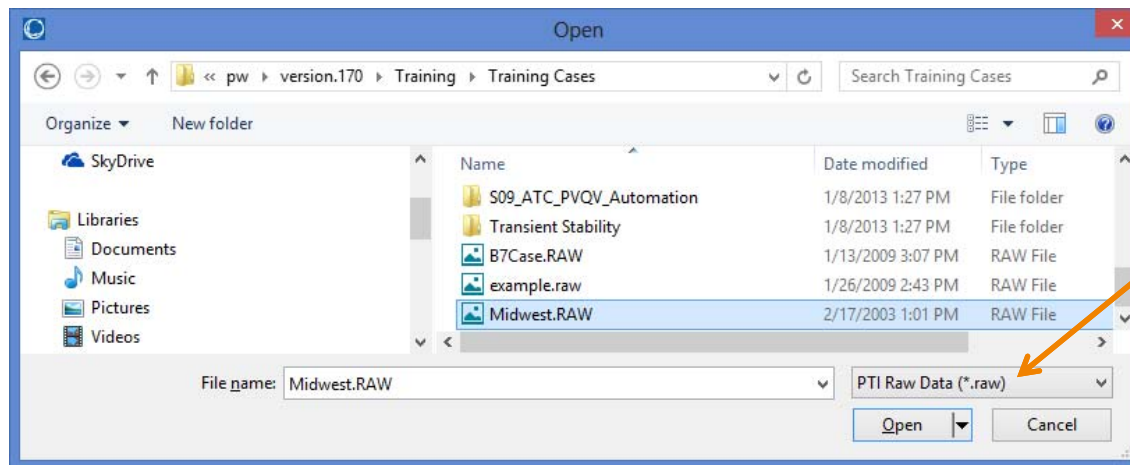 Open
« pw version.170 Training Training Cases
Search Training Cases
Organize New folder
SkyDrive
Libraries
Documents
Music
Pictures
Videos
Name Date modified Type
S09_ATC_PVQV_Automation 1/8/2013 1:27 PM File folder
Transient Stability 1/8/2013 1:27 PM File folder
B7Case.RAW 1/13/2009 3:07 PM RAW File
example.raw 1/26/2009 2:43 PM RAW File
Midwest.RAW 2/17/2003 1:01 PM RAW File
File name: Midwest.RAW PTI Raw Data (*.raw)
Open Cancel